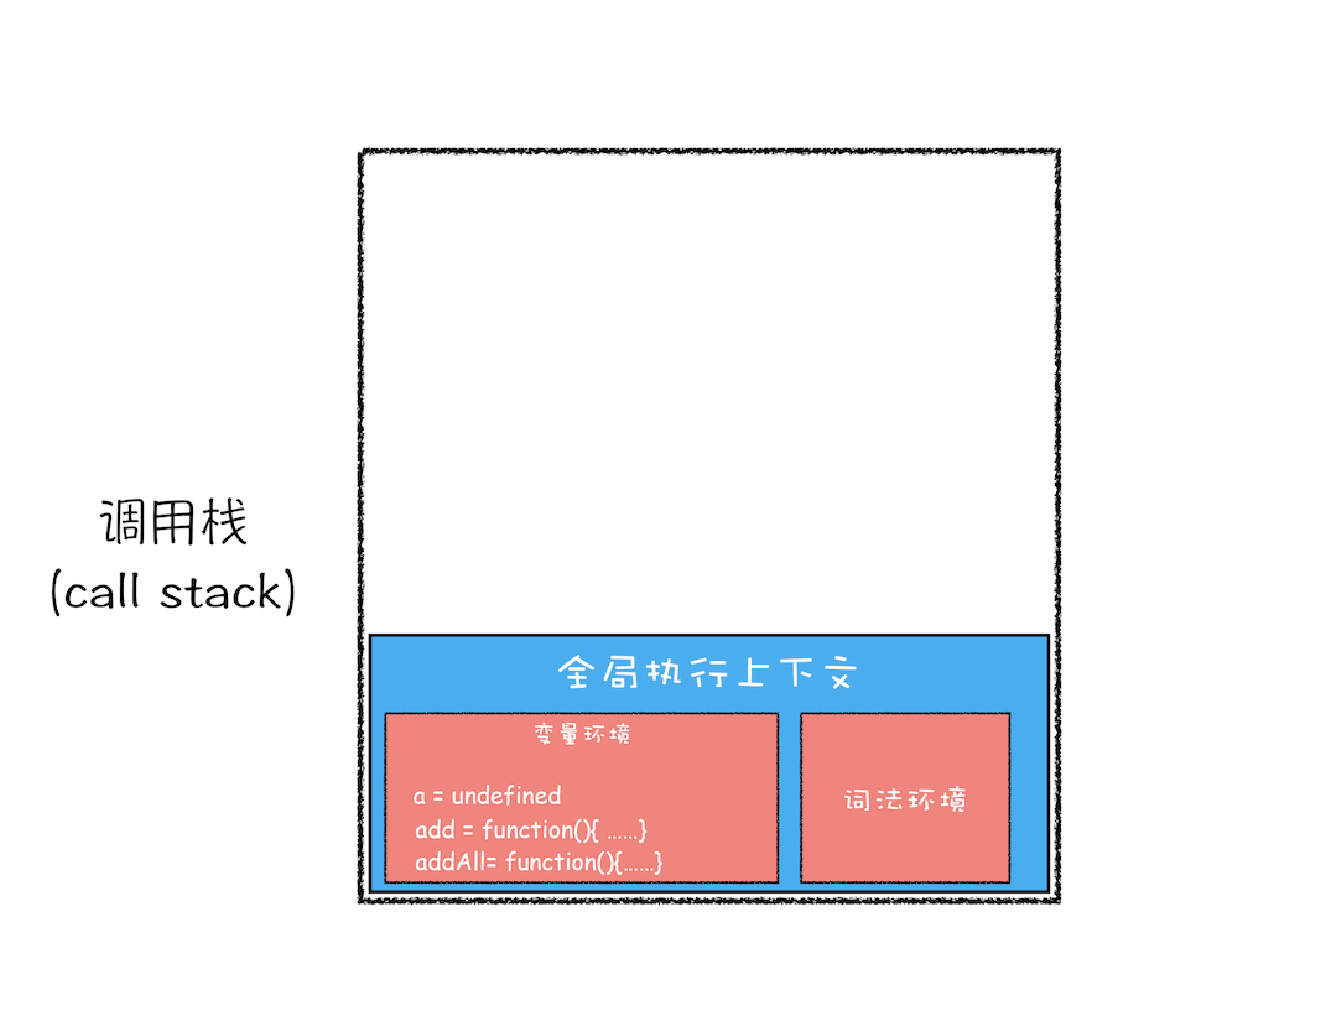 调用栈
(call stack)
全局执行上下文
变量环境
a = undefined
add = function(){ ......}
addAll= function(){......}
词法环境